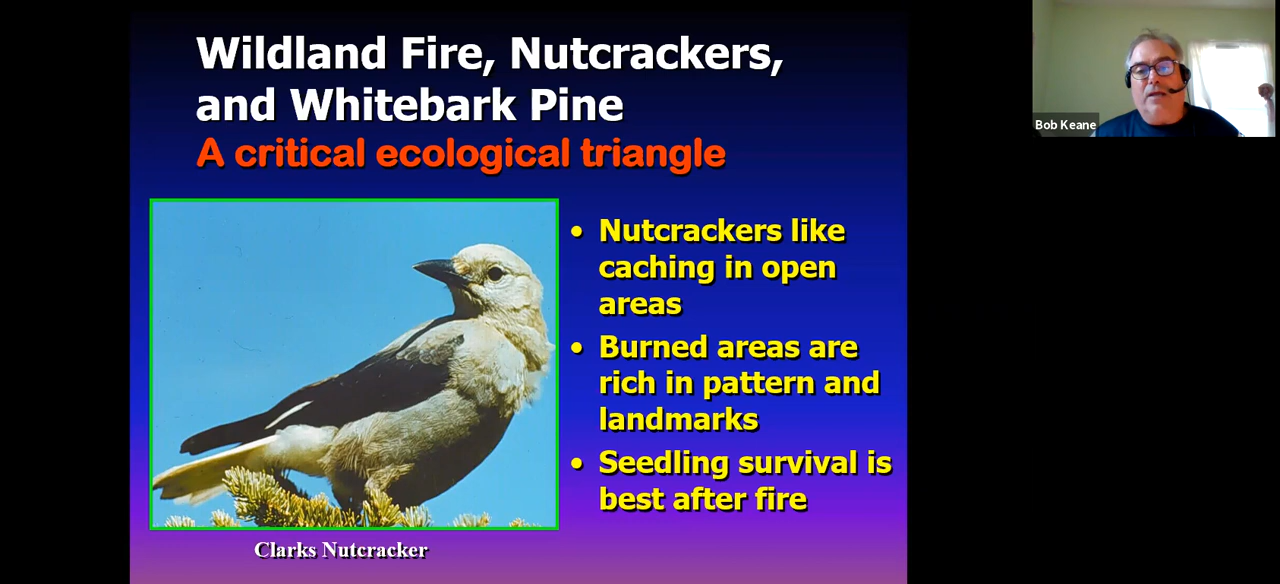 Wildland Fire, Nutcrackers,
and Whitebark Pine
A critical ecological triangle
• Nutcrackers like
caching in open
areas
• Burned areas are
rich in pattern and
landmarks
• Seedling survival is
best after fire
Clarks Nutcracker
Bob Keane